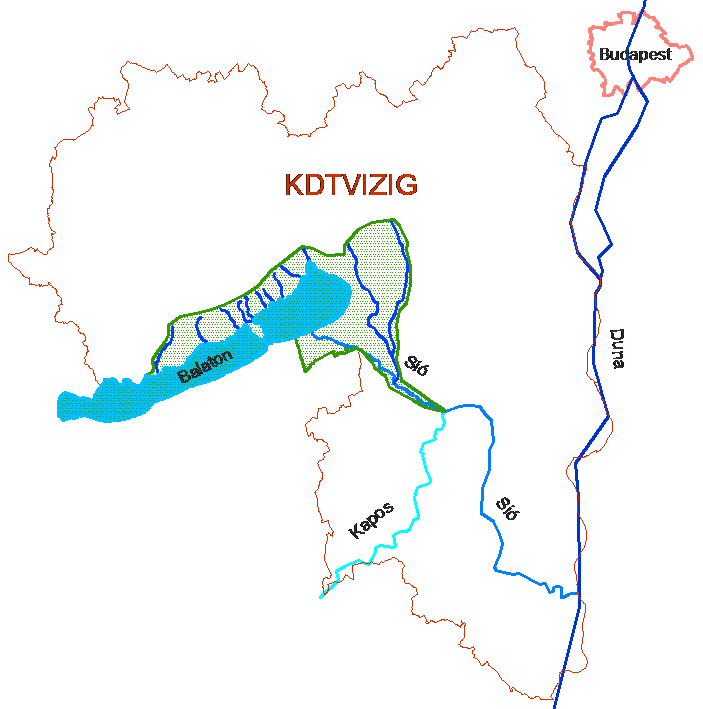 Budapest
KDTVIZIG
Duna
Balaton
Sió
Sió
Kapos